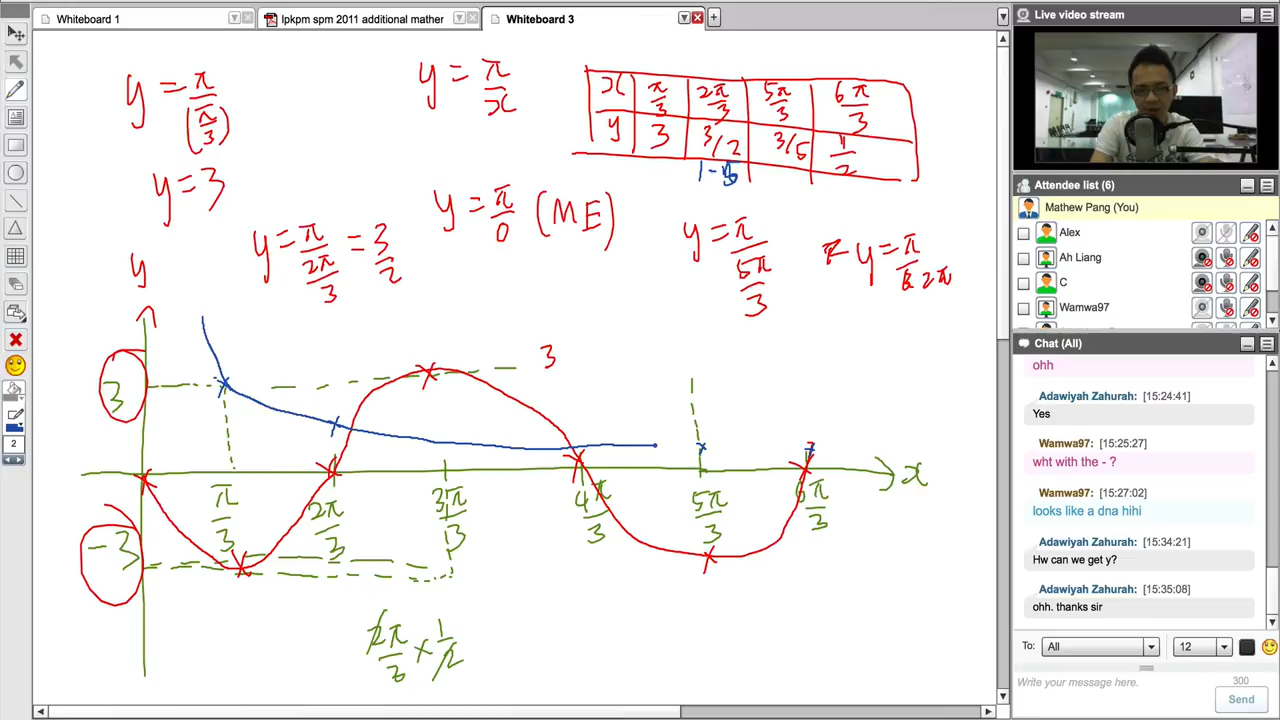 Whiteboard 1
lpkpm spm 2011 additional mather
Whiteboard 3
y = π/(π/3)
y = 3
y = π/x
x π/3 2π/3 5π/3 6π/3
y 3 3/2 3/5 1/2
y = π/(2π/3) = 3/2
y = π/0 (ME)
y = π/(5π/3)
y = π/2π
y
3
3
-3
π/3 2π/3 3π/3 4π/3 5π/3 6π/3
x
2π/3 × 1/2
2
Live video stream
Attendee list (6)
Mathew Pang (You)
Alex
Ah Liang
C
Wamwa97
Chat (All)
ohh
Adawiyah Zahurah: [15:24:41]
Yes
Wamwa97: [15:25:27]
wht with the - ?
Wamwa97: [15:27:02]
looks like a dna hihi
Adawiyah Zahurah: [15:34:21]
Hw can we get y?
Adawiyah Zahurah: [15:35:08]
ohh. thanks sir
To: All 12
Write your message here. 300
Send